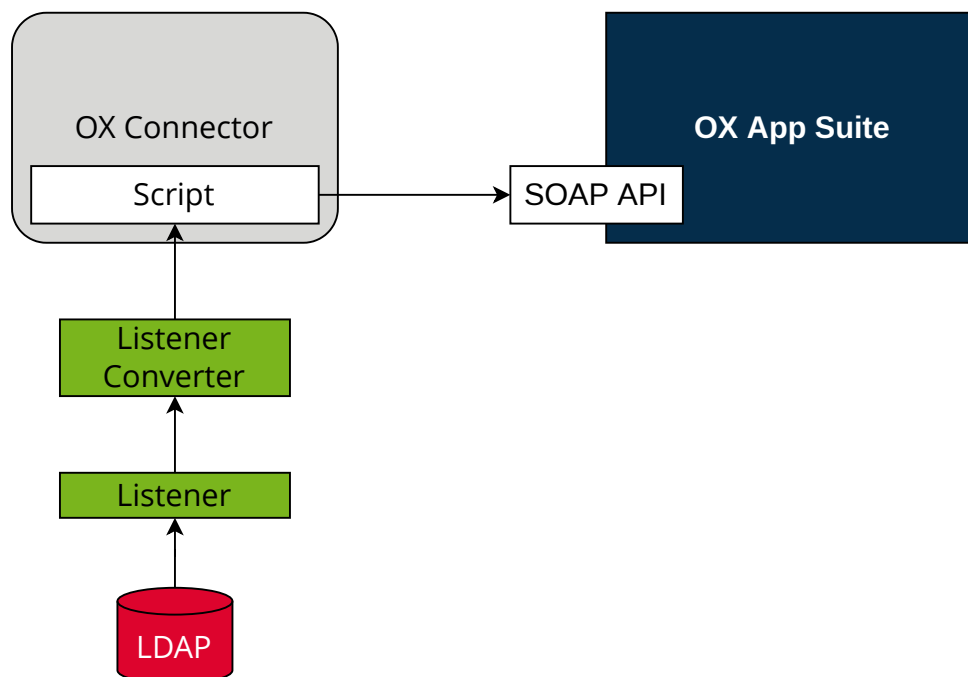 OX Connector
OX App Suite
Script
SOAP API
Listener
Converter
Listener
LDAP